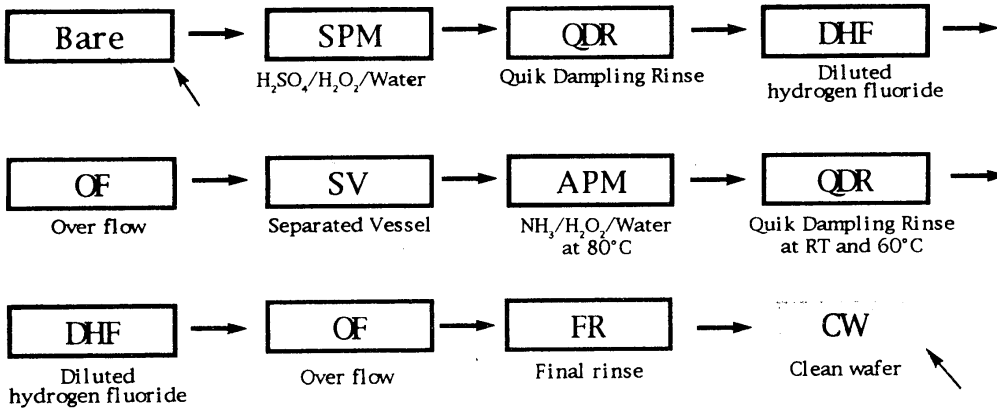 Bare
SPM
QDR
DHF
H₂SO₄/H₂O₂/Water
Quik Dampling Rinse
Diluted
hydrogen fluoride
OF
SV
APM
QDR
Over flow
Separated Vessel
NH₃/H₂O₂/Water
at 80°C
Quik Dampling Rinse
at RT and 60°C
DHF
OF
FR
CW
Diluted
hydrogen fluoride
Over flow
Final rinse
Clean wafer